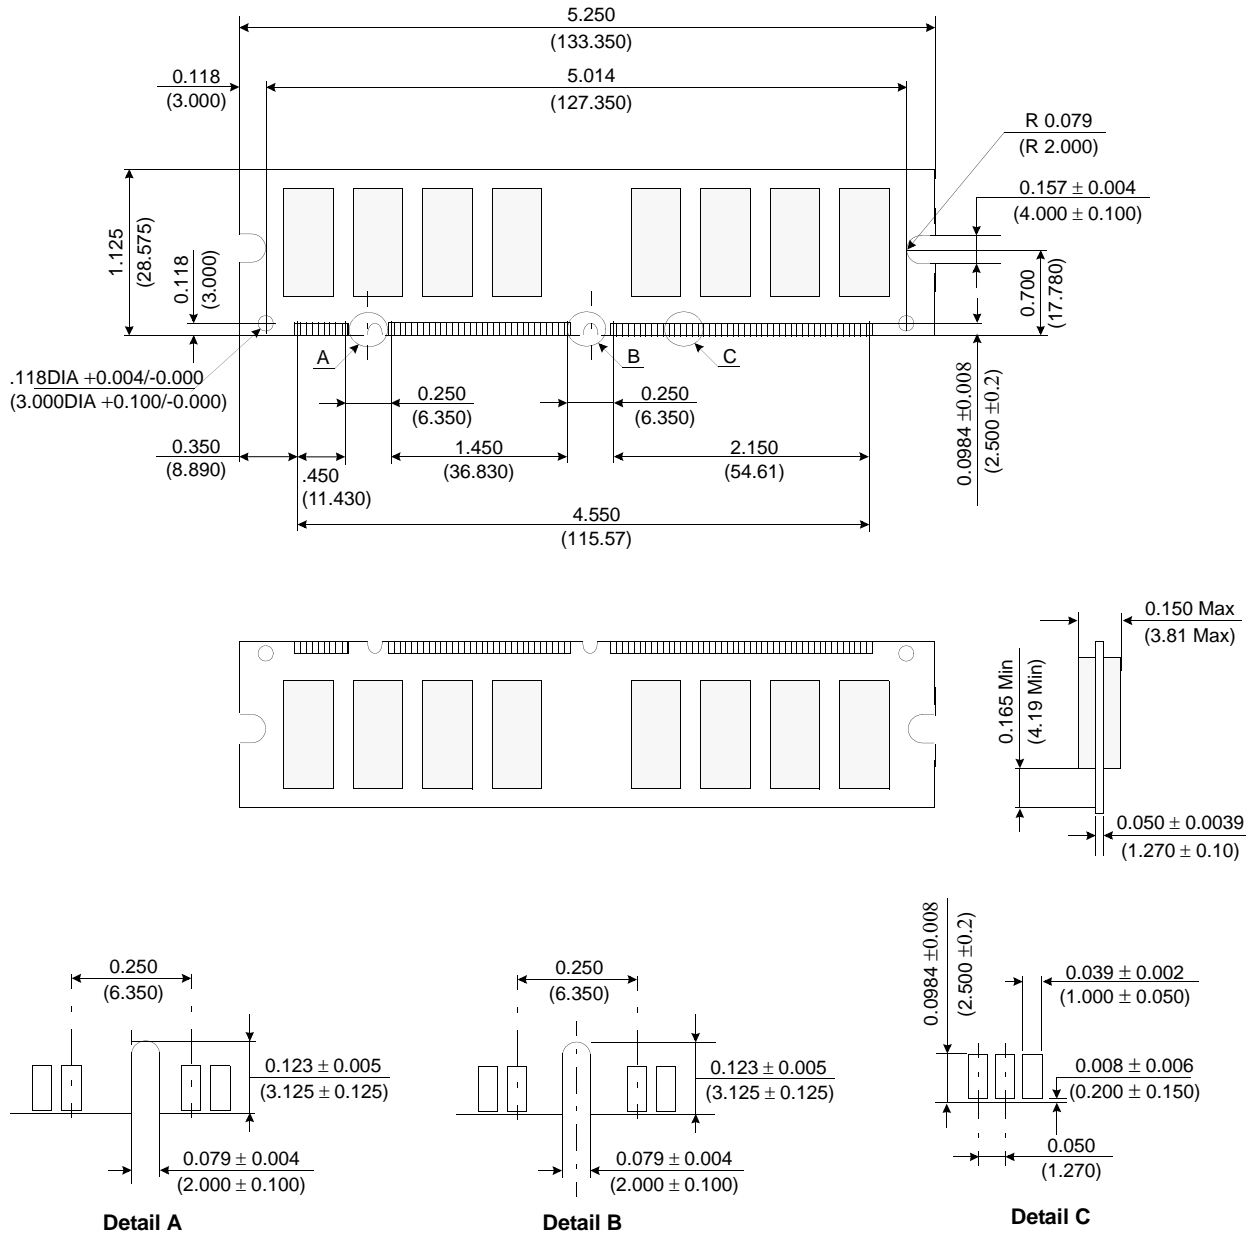 5.250
(133.350)
0.118
(3.000)
5.014
(127.350)
R 0.079
(R 2.000)
0.157 ± 0.004
(4.000 ± 0.100)
1.125
(28.575)
0.118
(3.000)
0.700
(17.780)
A
B
C
.118DIA +0.004/-0.000
(3.000DIA +0.100/-0.000)
0.250
(6.350)
0.250
(6.350)
0.0984 ±0.008
(2.500 ±0.2)
0.350
(8.890)
.450
(11.430)
1.450
(36.830)
2.150
(54.61)
4.550
(115.57)
0.150 Max
(3.81 Max)
0.165 Min
(4.19 Min)
0.050 ± 0.0039
(1.270 ± 0.10)
0.250
(6.350)
0.123 ± 0.005
(3.125 ± 0.125)
0.079 ± 0.004
(2.000 ± 0.100)
Detail A
0.250
(6.350)
0.123 ± 0.005
(3.125 ± 0.125)
0.079 ± 0.004
(2.000 ± 0.100)
Detail B
0.0984 ±0.008
(2.500 ±0.2)
0.039 ± 0.002
(1.000 ± 0.050)
0.008 ± 0.006
(0.200 ± 0.150)
0.050
(1.270)
Detail C